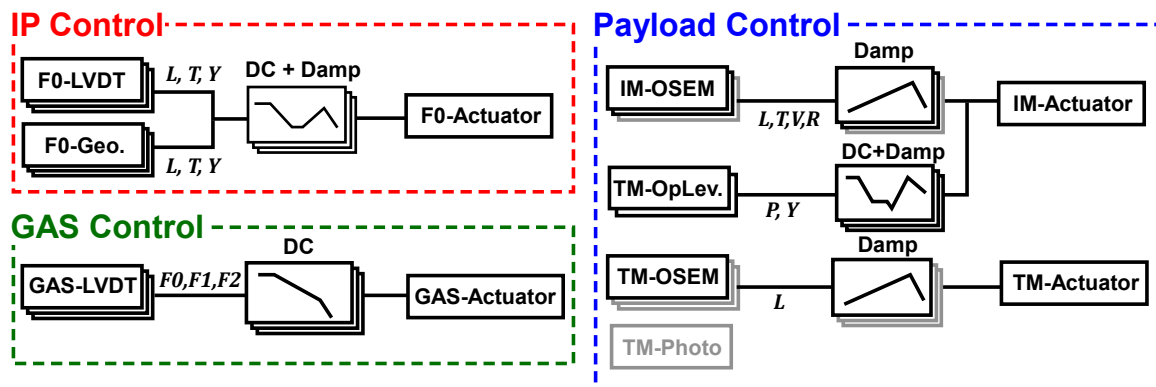 IP Control
F0-LVDT
L, T, Y
DC + Damp
F0-Actuator
F0-Geo.
L, T, Y
GAS Control
GAS-LVDT
F0,F1,F2
DC
GAS-Actuator
Payload Control
IM-OSEM
L,T,V,R
Damp
IM-Actuator
TM-OpLev.
P, Y
DC+Damp
TM-OSEM
L
Damp
TM-Actuator
TM-Photo